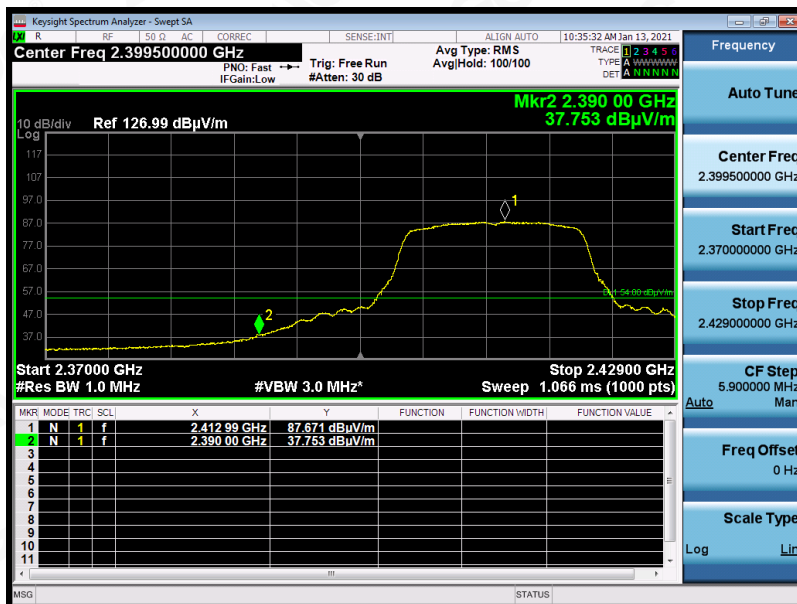 Keysight Spectrum Analyzer - Swept SA
LXI R RF 50 Ω AC CORREC SENSE:INT ALIGN AUTO 10:35:32 AM Jan 13, 2021
Center Freq 2.399500000 GHz
PNO: Fast
IFGain:Low
Trig: Free Run
#Atten: 30 dB
Avg Type: RMS
Avg|Hold: 100/100
TRACE 1 2 3 4 5 6
TYPE A WWWWW
DET A N N N N N
Mkr2 2.390 00 GHz
37.753 dBµV/m
10 dB/div Ref 126.99 dBµV/m
Log
117
107
97.0
87.0
77.0
67.0
57.0
47.0
37.0
1
2
54.00 dBµV/m
Start 2.37000 GHz Stop 2.42900 GHz
#Res BW 1.0 MHz #VBW 3.0 MHz* Sweep 1.066 ms (1000 pts)
MKR MODE TRC SCL X Y FUNCTION FUNCTION WIDTH FUNCTION VALUE
1 N 1 f 2.412 99 GHz 87.671 dBµV/m
2 N 1 f 2.390 00 GHz 37.753 dBµV/m
3
4
5
6
7
8
9
10
11
MSG STATUS
Frequency
Auto Tune
Center Freq
2.399500000 GHz
Start Freq
2.370000000 GHz
Stop Freq
2.429000000 GHz
CF Step
5.900000 MHz
Auto Man
Freq Offset
0 Hz
Scale Type
Log Lin